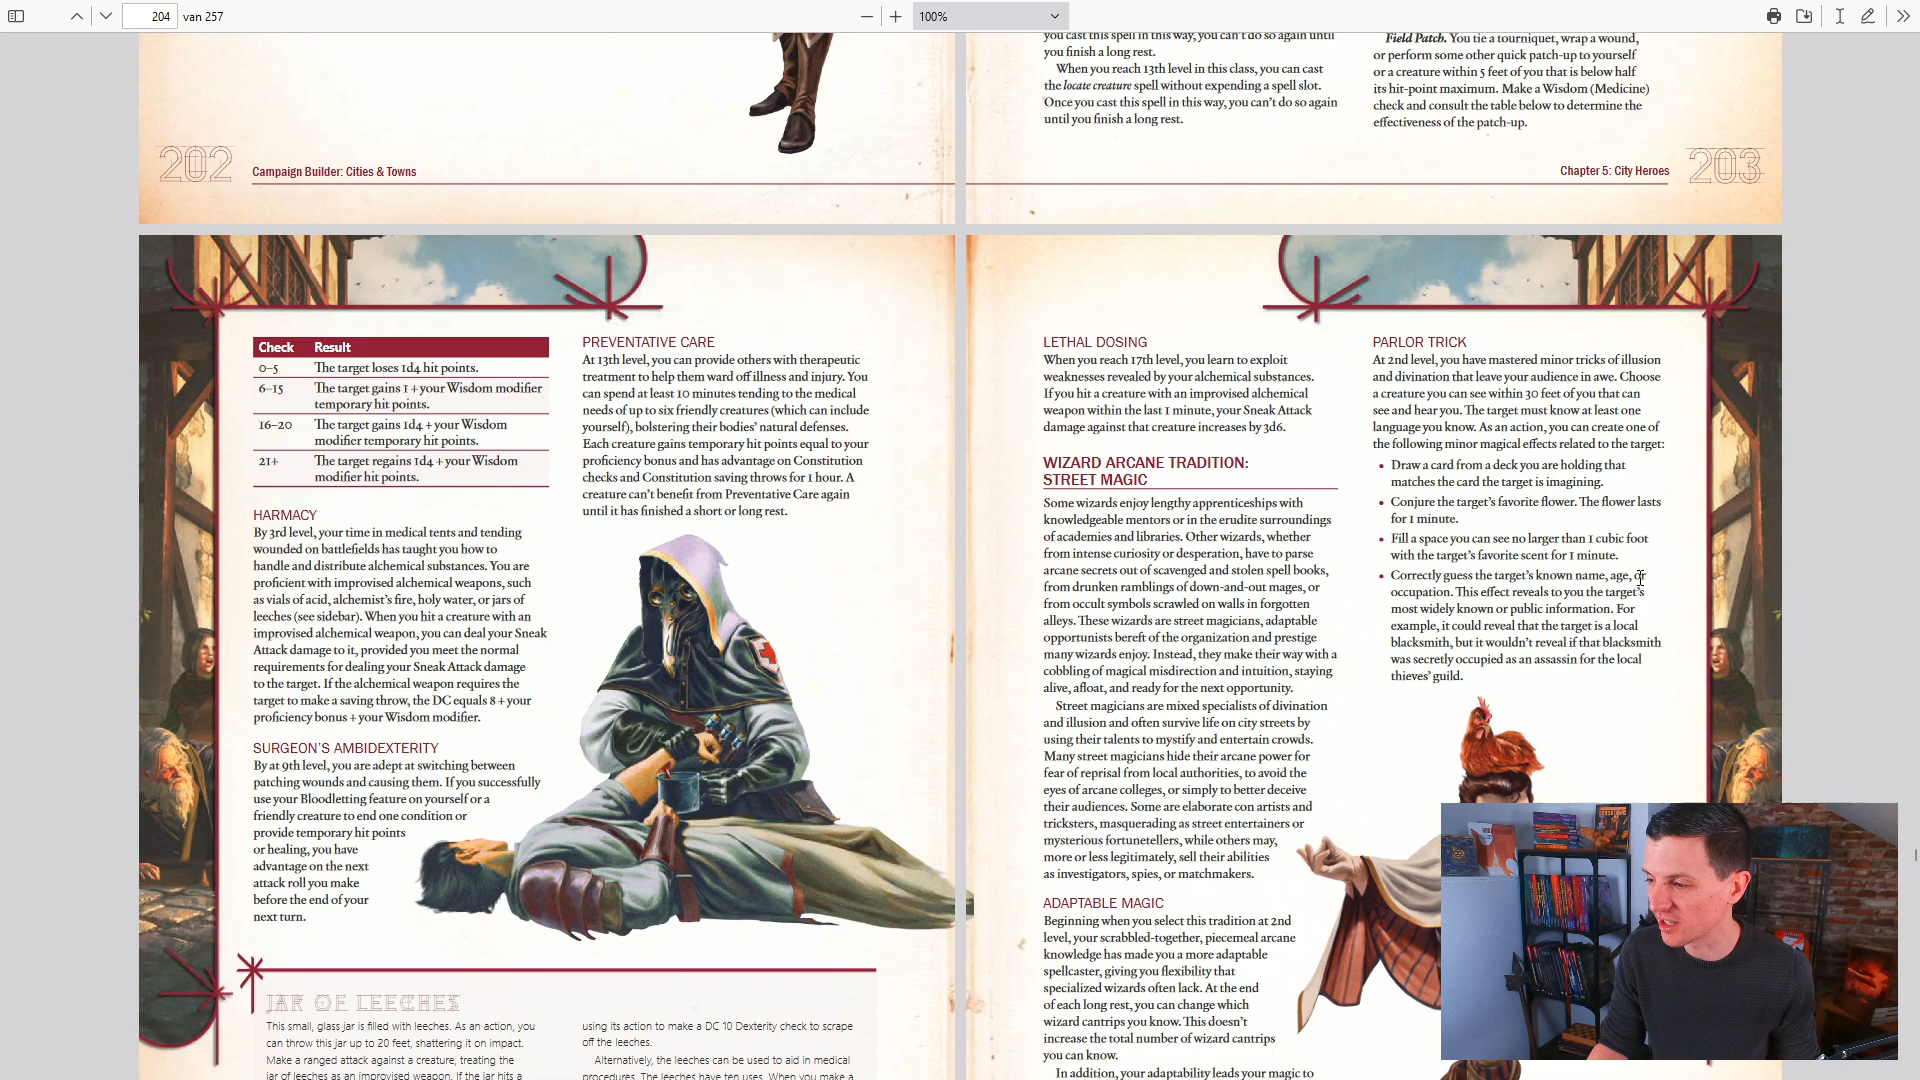 204 van 257
100%
202
Campaign Builder: Cities & Towns
you cast this spell in this way, you can't do so again until
you finish a long rest.
When you reach 13th level in this class, you can cast
the locate creature spell without expending a spell slot.
Once you cast this spell in this way, you can't do so again
until you finish a long rest.
Field Patch. You tie a tourniquet, wrap a wound,
or perform some other quick patch-up to yourself
or a creature within 5 feet of you that is below half
its hit-point maximum. Make a Wisdom (Medicine)
check and consult the table below to determine the
effectiveness of the patch-up.
Chapter 5: City Heroes
203
Check Result
0–5 The target loses 1d4 hit points.
6–15 The target gains 1 + your Wisdom modifier
temporary hit points.
16–20 The target gains 1d4 + your Wisdom
modifier temporary hit points.
21+ The target regains 1d4 + your Wisdom
modifier hit points.
HARMACY
By 3rd level, your time in medical tents and tending
wounded on battlefields has taught you how to
handle and distribute alchemical substances. You are
proficient with improvised alchemical weapons, such
as vials of acid, alchemist's fire, holy water, or jars of
leeches (see sidebar). When you hit a creature with an
improvised alchemical weapon, you can deal your Sneak
Attack damage to it, provided you meet the normal
requirements for dealing your Sneak Attack damage
to the target. If the alchemical weapon requires the
target to make a saving throw, the DC equals 8 + your
proficiency bonus + your Wisdom modifier.
SURGEON'S AMBIDEXTERITY
By at 9th level, you are adept at switching between
patching wounds and causing them. If you successfully
use your Bloodletting feature on yourself or a
friendly creature to end one condition or
provide temporary hit points
or healing, you have
advantage on the next
attack roll you make
before the end of your
next turn.
PREVENTATIVE CARE
At 13th level, you can provide others with therapeutic
treatment to help them ward off illness and injury. You
can spend at least 10 minutes tending to the medical
needs of up to six friendly creatures (which can include
yourself), bolstering their bodies' natural defenses.
Each creature gains temporary hit points equal to your
proficiency bonus and has advantage on Constitution
checks and Constitution saving throws for 1 hour. A
creature can't benefit from Preventative Care again
until it has finished a short or long rest.
JAR OF LEECHES
This small, glass jar is filled with leeches. As an action, you
can throw this jar up to 20 feet, shattering it on impact.
Make a ranged attack against a creature, treating the
jar of leeches as an improvised weapon. If the jar hits a
using its action to make a DC 10 Dexterity check to scrape
off the leeches.
Alternatively, the leeches can be used to aid in medical
procedures. The leeches have ten uses. When you make a
LETHAL DOSING
When you reach 17th level, you learn to exploit
weaknesses revealed by your alchemical substances.
If you hit a creature with an improvised alchemical
weapon within the last 1 minute, your Sneak Attack
damage against that creature increases by 3d6.
WIZARD ARCANE TRADITION:
STREET MAGIC
Some wizards enjoy lengthy apprenticeships with
knowledgeable mentors or in the erudite surroundings
of academies and libraries. Other wizards, whether
from intense curiosity or desperation, have to parse
arcane secrets out of scavenged and stolen spell books,
from drunken ramblings of down-and-out mages, or
from occult symbols scrawled on walls in forgotten
alleys. These wizards are street magicians, adaptable
opportunists bereft of the organization and prestige
many wizards enjoy. Instead, they make their way with a
cobbling of magical misdirection and intuition, staying
alive, afloat, and ready for the next opportunity.
Street magicians are mixed specialists of divination
and illusion and often survive life on city streets by
using their talents to mystify and entertain crowds.
Many street magicians hide their arcane power for
fear of reprisal from local authorities, to avoid the
eyes of arcane colleges, or simply to better deceive
their audiences. Some are elaborate con artists and
tricksters, masquerading as street entertainers or
mysterious fortunetellers, while others may,
more or less legitimately, sell their abilities
as investigators, spies, or matchmakers.
ADAPTABLE MAGIC
Beginning when you select this tradition at 2nd
level, your scrabbled-together, piecemeal arcane
knowledge has made you a more adaptable
spellcaster, giving you flexibility that
specialized wizards often lack. At the end
of each long rest, you can change which
wizard cantrips you know. This doesn't
increase the total number of wizard cantrips
you can know.
In addition, your adaptability leads your magic to
PARLOR TRICK
At 2nd level, you have mastered minor tricks of illusion
and divination that leave your audience in awe. Choose
a creature you can see within 30 feet of you that can
see and hear you. The target must know at least one
language you know. As an action, you can create one of
the following minor magical effects related to the target:
• Draw a card from a deck you are holding that
matches the card the target is imagining.
• Conjure the target's favorite flower. The flower lasts
for 1 minute.
• Fill a space you can see no larger than 1 cubic foot
with the target's favorite scent for 1 minute.
• Correctly guess the target's known name, age, or
occupation. This effect reveals to you the target's
most widely known or public information. For
example, it could reveal that the target is a local
blacksmith, but it wouldn't reveal if that blacksmith
was secretly occupied as an assassin for the local
thieves' guild.